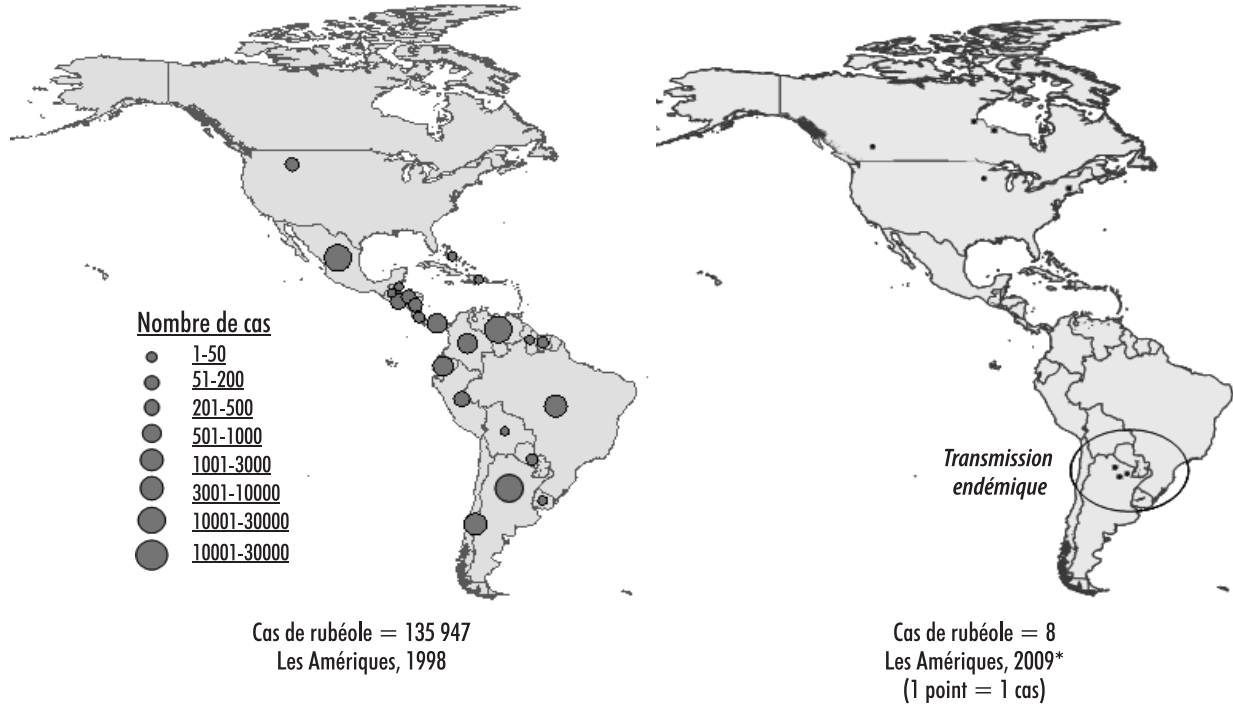 Nombre de cas
1-50
51-200
201-500
501-1000
1001-3000
3001-10000
10001-30000
10001-30000
Cas de rubéole = 135 947
Les Amériques, 1998
Transmission
endémique
Cas de rubéole = 8
Les Amériques, 2009*
(1 point = 1 cas)